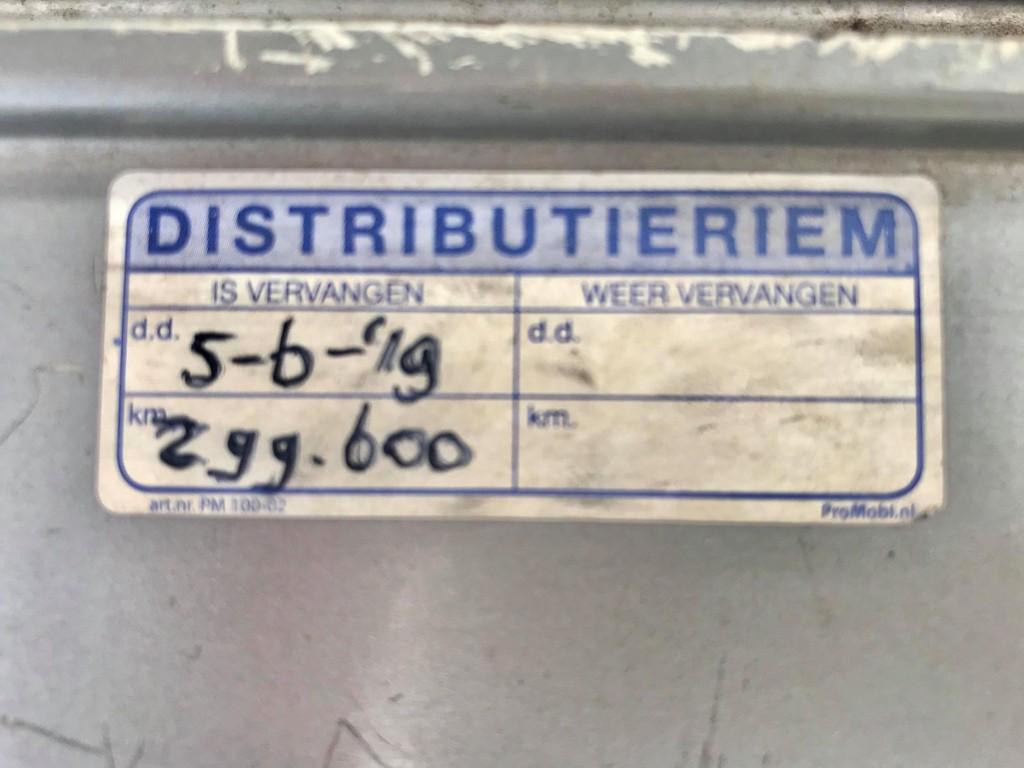 DISTRIBUTIERIEM
IS VERVANGEN WEER VERVANGEN
d.d. 5-6-'19 d.d.
km. 299.600 km.
art.nr. PM 100-02 ProMobi.nl